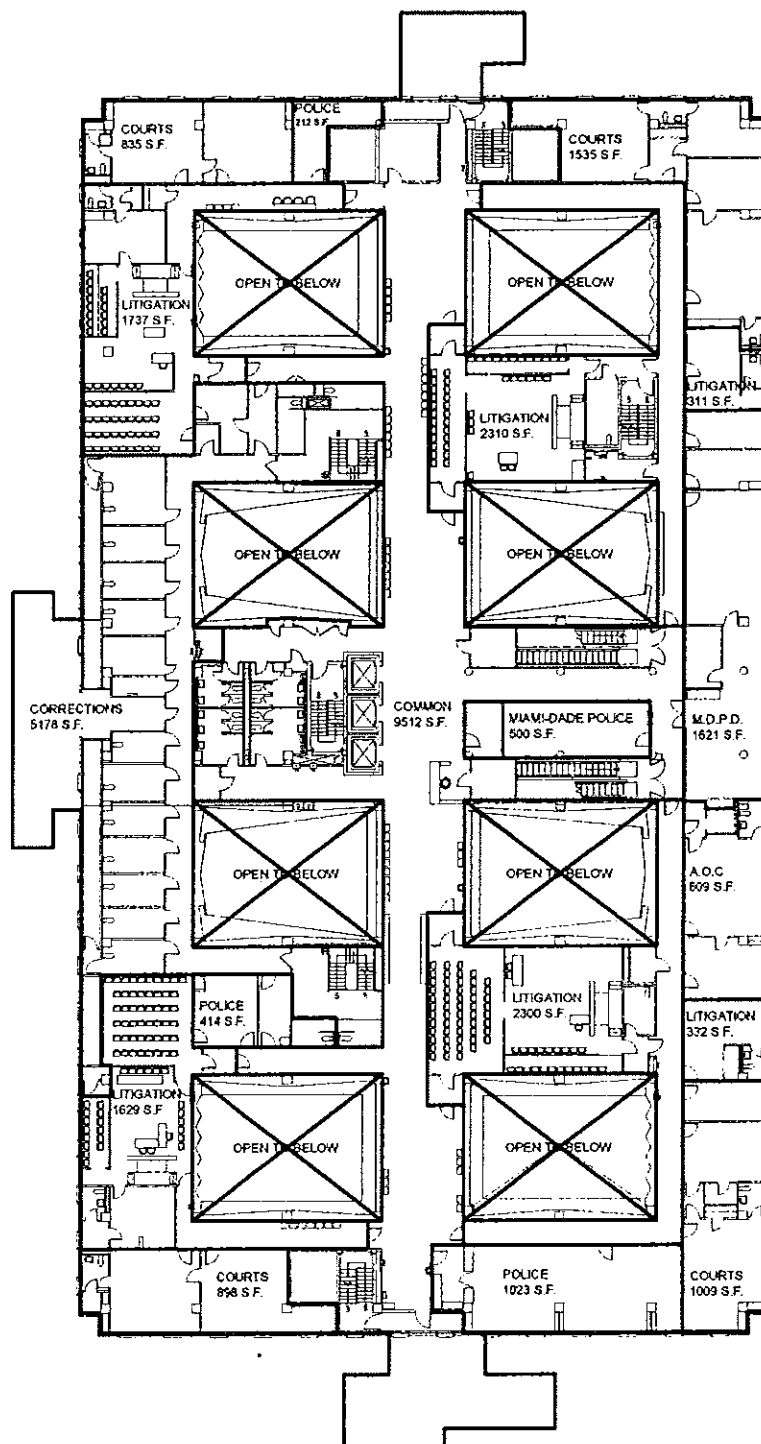 POLICE
212 S.F.
COURTS
835 S.F.
COURTS
1535 S.F.
OPEN TO BELOW
OPEN TO BELOW
LITIGATION
1737 S.F.
LITIGATION
311 S.F.
LITIGATION
2310 S.F.
OPEN TO BELOW
OPEN TO BELOW
CORRECTIONS
5178 S.F.
COMMON
9512 S.F.
MIAMI-DADE POLICE
500 S.F.
M.D.P.D.
1621 S.F.
OPEN TO BELOW
OPEN TO BELOW
A.O.C
809 S.F.
POLICE
414 S.F.
LITIGATION
2300 S.F.
LITIGATION
332 S.F.
LITIGATION
1629 S.F
OPEN TO BELOW
OPEN TO BELOW
COURTS
898 S.F.
POLICE
1023 S.F.
COURTS
1009 S.F.